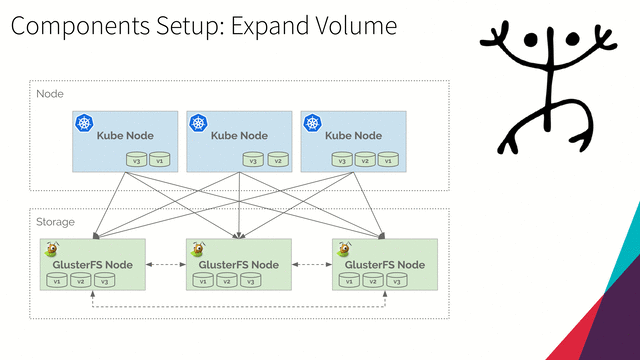 Components Setup: Expand Volume
Node
Kube Node
v3 v1
Kube Node
v3 v2
Kube Node
v3 v2 v1
Storage
GlusterFS Node
v1 v2 v3
GlusterFS Node
v1 v2 v3
GlusterFS Node
v1 v2 v3